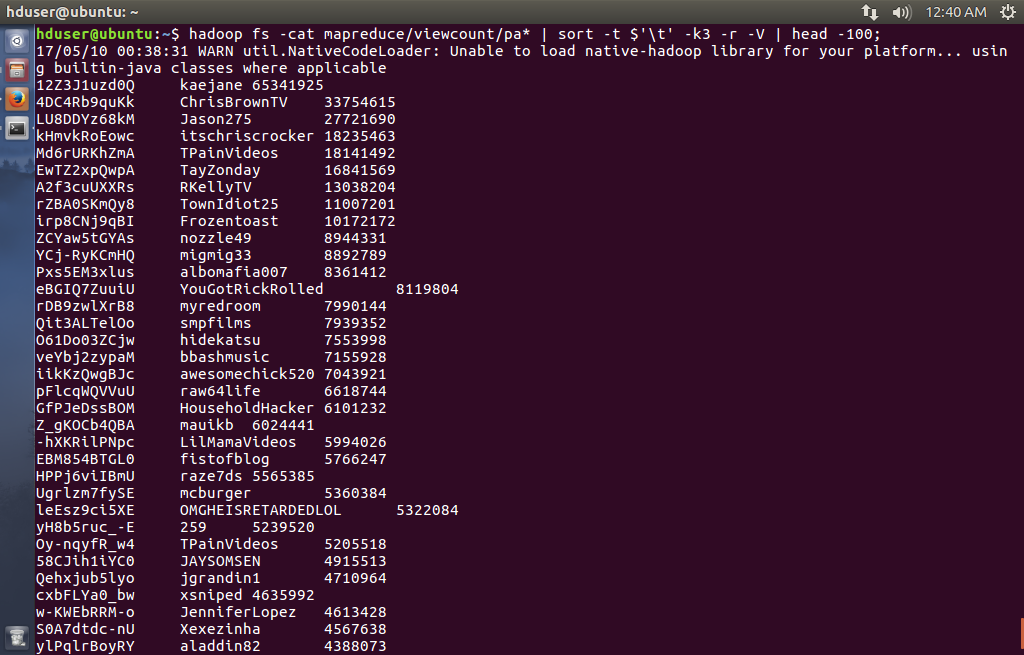 hduser@ubuntu: ~
12:40 AM
hduser@ubuntu:~$ hadoop fs -cat mapreduce/viewcount/pa* | sort -t $'\t' -k3 -r -V | head -100;
17/05/10 00:38:31 WARN util.NativeCodeLoader: Unable to load native-hadoop library for your platform... usin
g builtin-java classes where applicable
12Z3J1uzd0Q kaejane 65341925
4DC4Rb9quKk ChrisBrownTV 33754615
LU8DDYz68kM Jason275 27721690
kHmvkRoEowc itschriscrocker 18235463
Md6rURKhZmA TPainVideos 18141492
EwTZ2xpQwpA TayZonday 16841569
A2f3cuUXXRs RKellyTV 13038204
rZBA0SKmQy8 TownIdiot25 11007201
irp8CNj9qBI Frozentoast 10172172
ZCYaw5tGYAs nozzle49 8944331
YCj-RyKCmHQ migmig33 8892789
Pxs5EM3xlus albomafia007 8361412
eBGIQ7ZuuiU YouGotRickRolled 8119804
rDB9zwlXrB8 myredroom 7990144
Qit3ALTelOo smpfilms 7939352
O61Do03ZCjw hidekatsu 7553998
veYbj2zypaM bbashmusic 7155928
iikKzQwgBJc awesomechick520 7043921
pFlcqWQVVuU raw64life 6618744
GfPJeDssBOM HouseholdHacker 6101232
Z_gKOCb4QBA mauikb 6024441
-hXKRilPNpc LilMamaVideos 5994026
EBM854BTGL0 fistofblog 5766247
HPPj6viIBmU raze7ds 5565385
Ugrlzm7fySE mcburger 5360384
leEsz9ci5XE OMGHEISRETARDEDLOL 5322084
yH8b5ruc_-E 259 5239520
Oy-nqyfR_w4 TPainVideos 5205518
58CJih1iYC0 JAYSOMSEN 4915513
Qehxjub5lyo jgrandin1 4710964
cxbFLYa0_bw xsniped 4635992
w-KWEbRRM-o JenniferLopez 4613428
S0A7dtdc-nU Xexezinha 4567638
ylPqlrBoyRY aladdin82 4388073